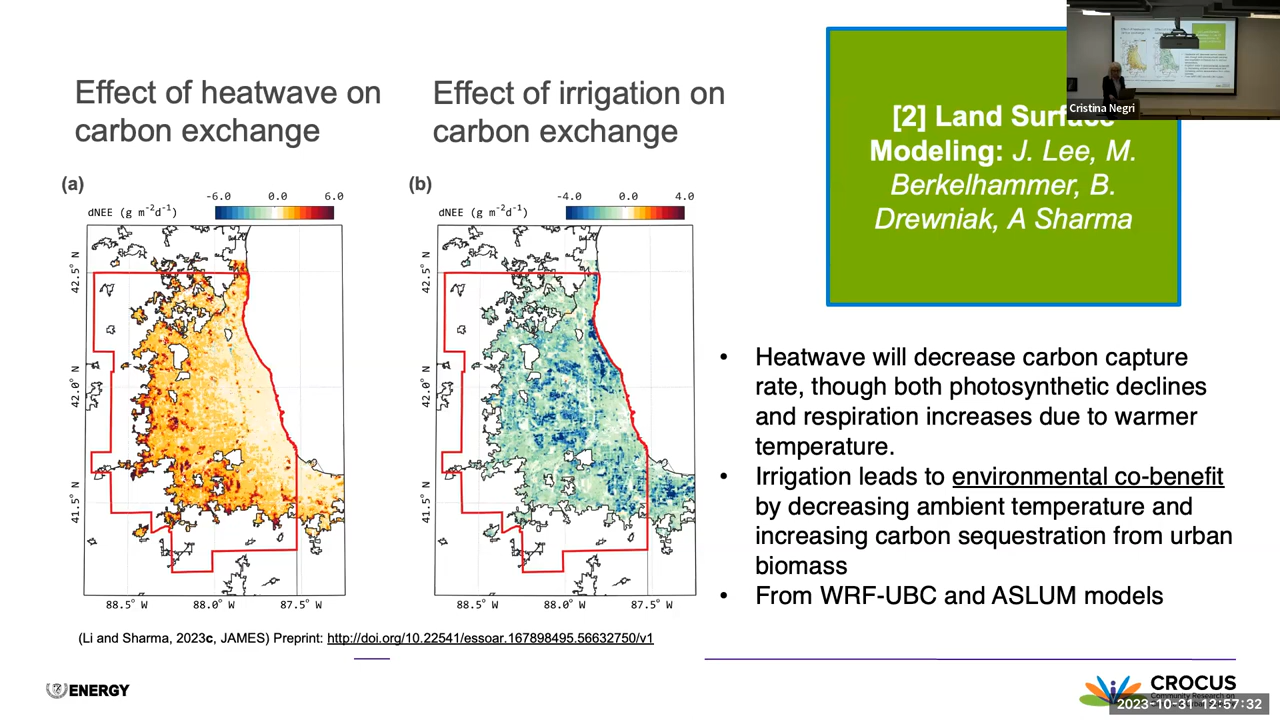 Effect of heatwave on
carbon exchange
Effect of irrigation on
carbon exchange
(a)
-6.0 0.0 6.0
dNEE (g m-2d-1)
42.5° N
42.0° N
41.5° N
88.5° W 88.0° W 87.5° W
(b)
-4.0 0.0 4.0
dNEE (g m-2d-1)
42.5° N
42.0° N
41.5° N
88.5° W 88.0° W 87.5° W
(Li and Sharma, 2023c, JAMES) Preprint: http://doi.org/10.22541/essoar.167898495.56632750/v1
Cristina Negri
[2] Land Surface
Modeling: J. Lee, M.
Berkelhammer, B.
Drewniak, A Sharma
• Heatwave will decrease carbon capture
rate, though both photosynthetic declines
and respiration increases due to warmer
temperature.
• Irrigation leads to environmental co-benefit
by decreasing ambient temperature and
increasing carbon sequestration from urban
biomass
• From WRF-UBC and ASLUM models
ENERGY
CROCUS
Community Research on
2023-10-31 12:57:32